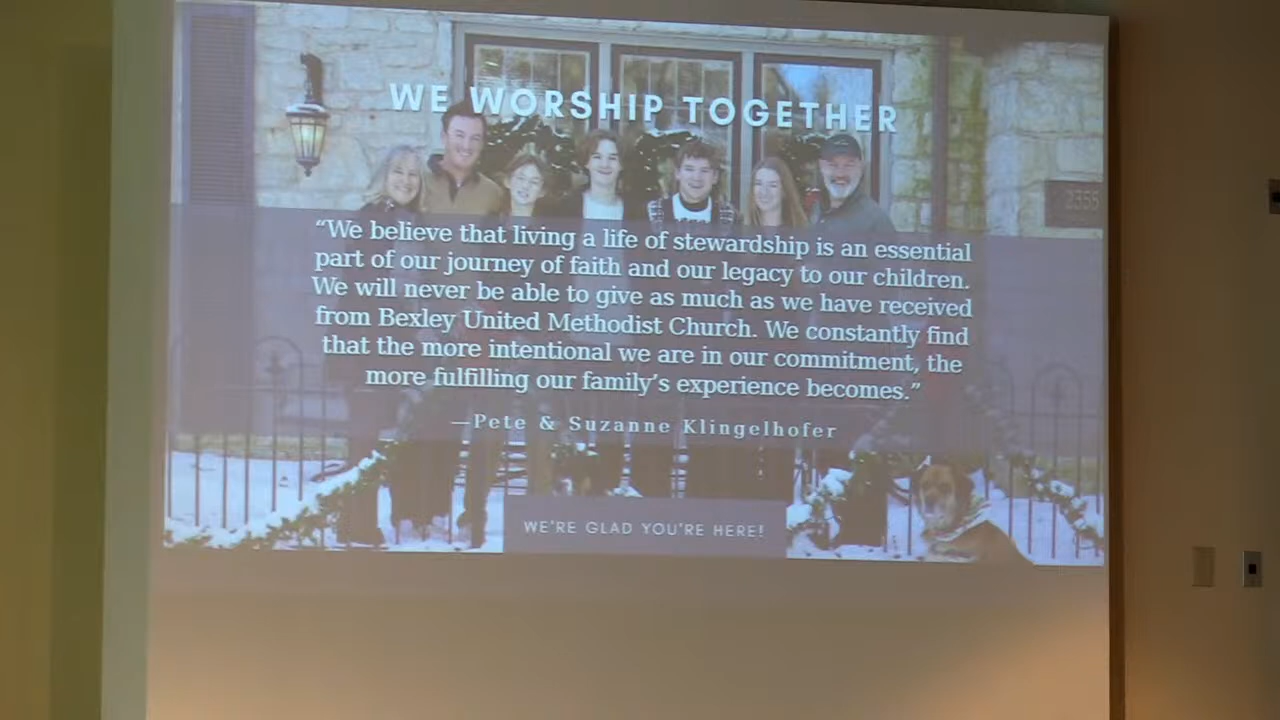 WE WORSHIP TOGETHER
2355
“We believe that living a life of stewardship is an essential
part of our journey of faith and our legacy to our children.
We will never be able to give as much as we have received
from Bexley United Methodist Church. We constantly find
that the more intentional we are in our commitment, the
more fulfilling our family’s experience becomes.”
—Pete & Suzanne Klingelhofer
WE'RE GLAD YOU'RE HERE!